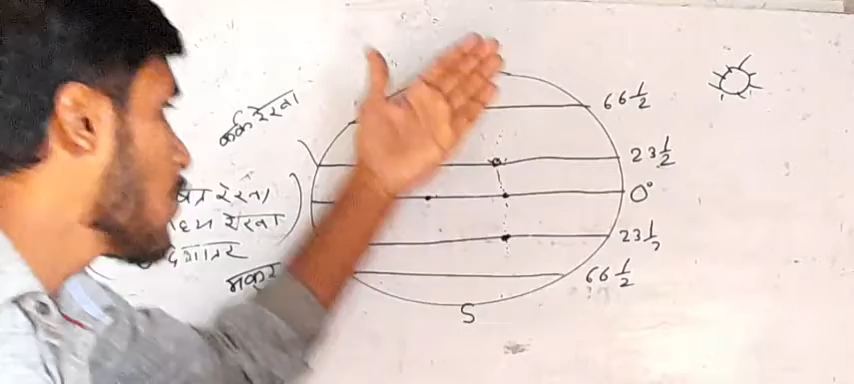 कर्क रेखा
66 1/2
23 1/2
0°
रेखा
रेखा
23 1/2
मकर
66 1/2
S